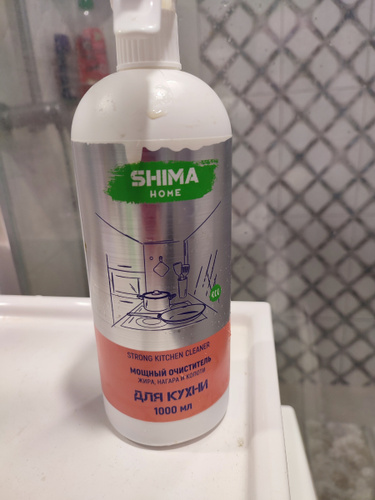 SHIMA
HOME
ECO
STRONG KITCHEN CLEANER
МОЩНЫЙ ОЧИСТИТЕЛЬ
ЖИРА, НАГАРА И КОПОТИ
ДЛЯ КУХНИ
1000 МЛ